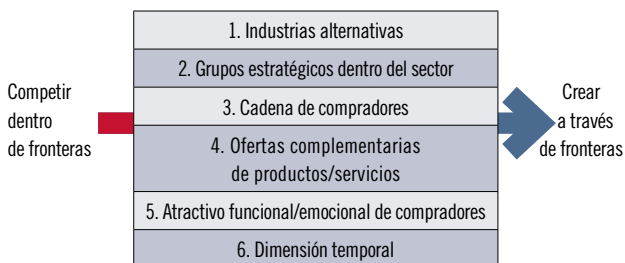 1. Industrias alternativas
2. Grupos estratégicos dentro del sector
Competir
dentro
de fronteras
3. Cadena de compradores
4. Ofertas complementarias
de productos/servicios
Crear
a través
de fronteras
5. Atractivo funcional/emocional de compradores
6. Dimensión temporal